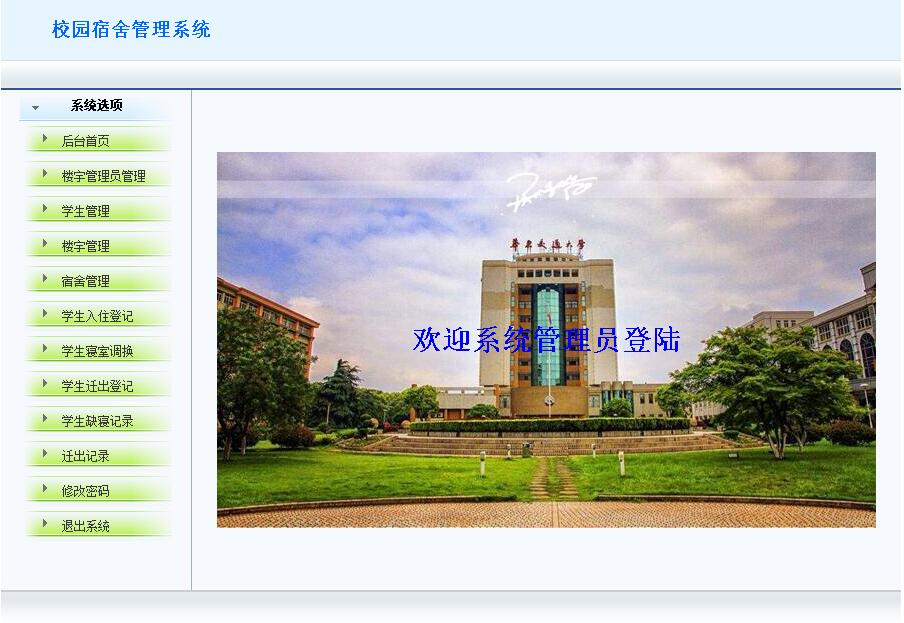 校园宿舍管理系统
系统选项
后台首页
楼宇管理员管理
学生管理
楼宇管理
宿舍管理
学生入住登记
学生寝室调换
学生迁出登记
学生缺寝记录
迁出记录
修改密码
退出系统
华东交通大学
欢迎系统管理员登陆